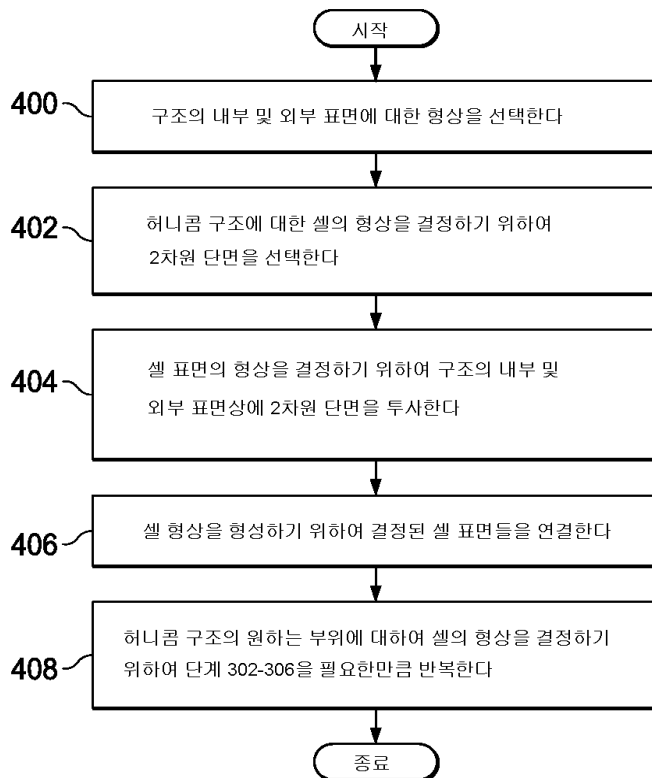 시작
400
구조의 내부 및 외부 표면에 대한 형상을 선택한다
402
허니콤 구조에 대한 셀의 형상을 결정하기 위하여
2차원 단면을 선택한다
404
셀 표면의 형상을 결정하기 위하여 구조의 내부 및
외부 표면상에 2차원 단면을 투사한다
406
셀 형상을 형성하기 위하여 결정된 셀 표면들을 연결한다
408
허니콤 구조의 원하는 부위에 대하여 셀의 형상을 결정하기
위하여 단계 302-306을 필요한만큼 반복한다
종료